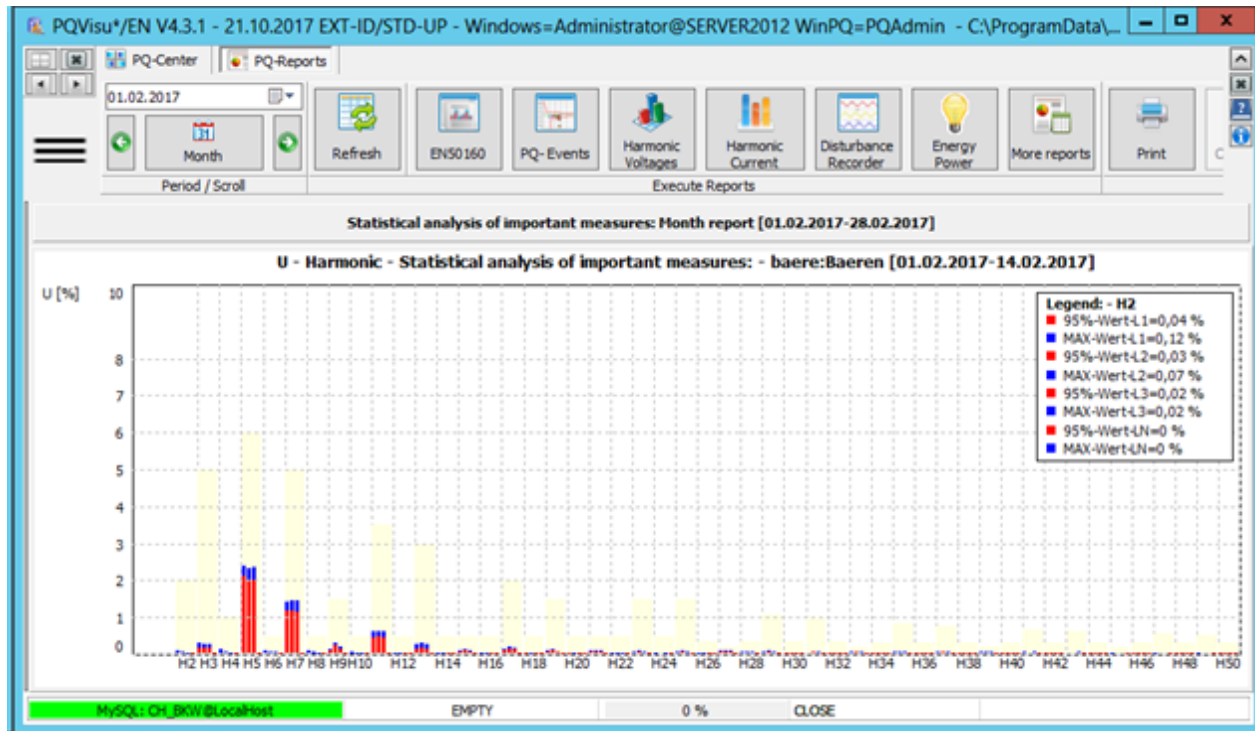 PQVisu*/EN V4.3.1 - 21.10.2017 EXT-ID/STD-UP - Windows=Administrator@SERVER2012 WinPQ=PQAdmin - C:\ProgramData\...
PQ-Center PQ-Reports
01.02.2017
31
Month
Refresh
EN50160
PQ-Events
Harmonic Voltages
Harmonic Current
Disturbance Recorder
Energy Power
More reports
Print
Period / Scroll
Execute Reports
Statistical analysis of important measures: Month report [01.02.2017-28.02.2017]
U - Harmonic - Statistical analysis of important measures: - baere:Baeren [01.02.2017-14.02.2017]
U [%]
10
8
7
6
5
4
3
2
1
0
Legend: - H2
95%-Wert-L1=0,04 %
MAX-Wert-L1=0,12 %
95%-Wert-L2=0,03 %
MAX-Wert-L2=0,07 %
95%-Wert-L3=0,02 %
MAX-Wert-L3=0,02 %
95%-Wert-LN=0 %
MAX-Wert-LN=0 %
H2 H3 H4 H5 H6 H7 H8 H9 H10 H12 H14 H16 H18 H20 H22 H24 H26 H28 H30 H32 H34 H36 H38 H40 H42 H44 H46 H48 H50
MySQL: CH_BKW@LocalHost EMPTY 0 % CLOSE